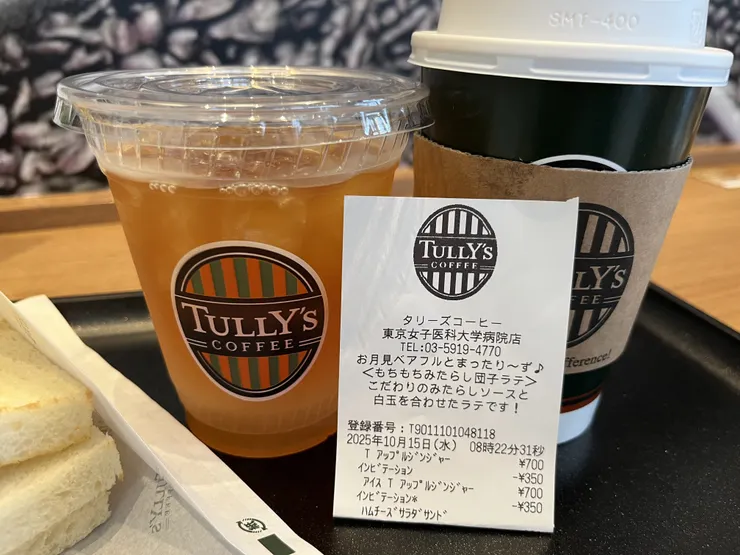 SMT-400
TULLY'S
COFFEE
TULLY'S
COFFEE
fference!
TULLY'S
COFFEE
タリーズコーヒー
東京女子医科大学病院店
TEL:03-5919-4770
お月見ベアフルとまったり〜ず♪
<もちもちみたらし団子ラテ>
こだわりのみたらしソースと
白玉を合わせたラテです!
登録番号:T9011101048118
2025年10月15日(水) 08時22分31秒
T アップルジンジャー ¥700
インビテーション -¥350
アイス T アップルジンジャー ¥700
インビテーション* -¥350
ハムチーズサラダサンド
TULLY'S